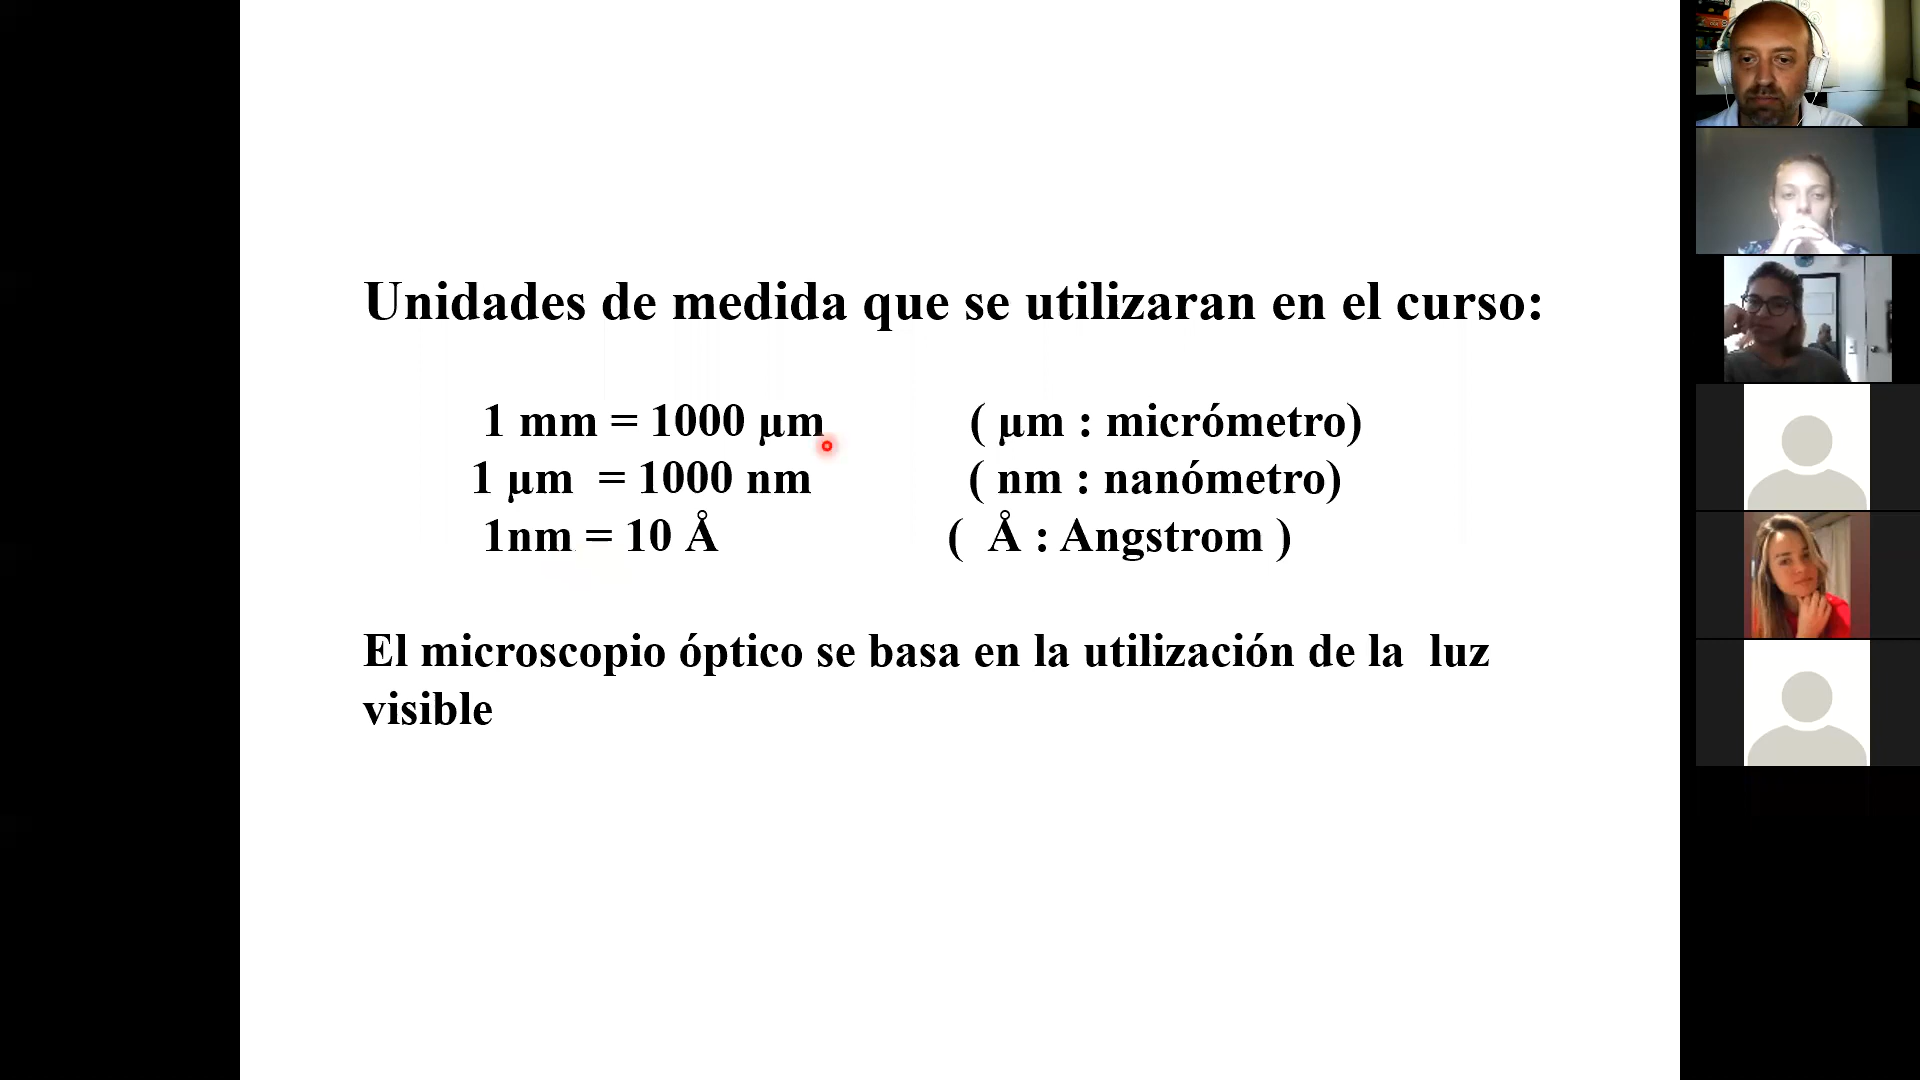 Unidades de medida que se utilizaran en el curso:
1 mm = 1000 µm ( µm : micrómetro)
1 µm = 1000 nm ( nm : nanómetro)
1nm = 10 Å ( Å : Angstrom )
El microscopio óptico se basa en la utilización de la luz
visible